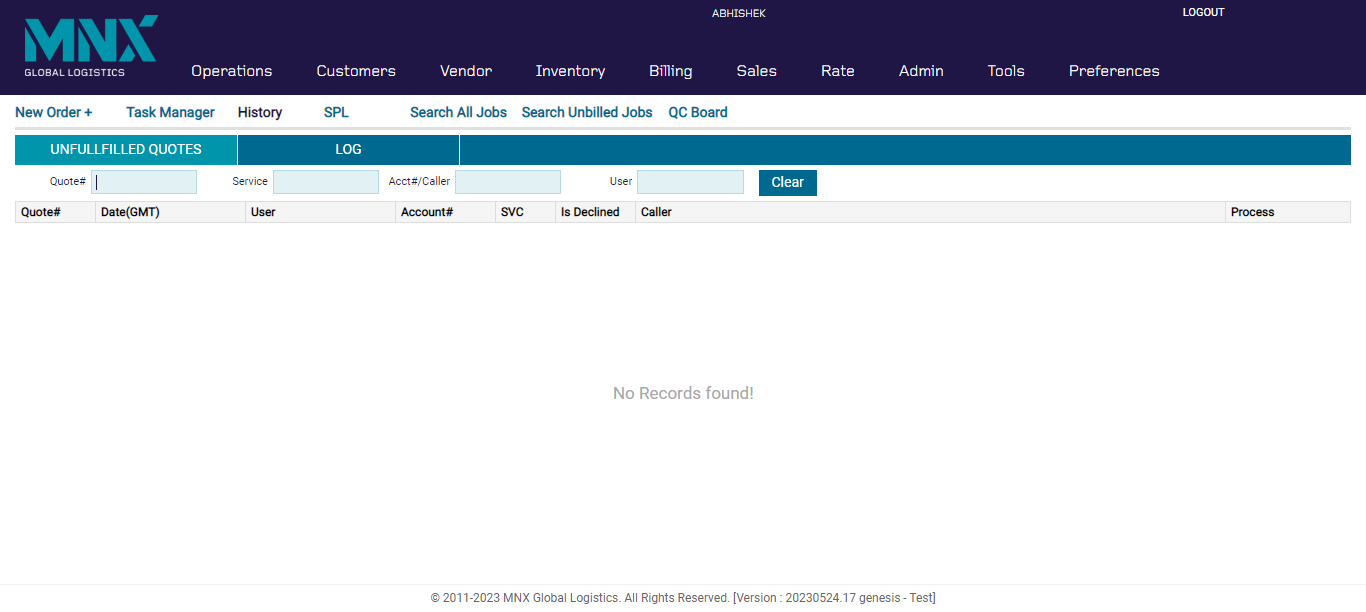 ABHISHEK LOGOUT
MNX
GLOBAL LOGISTICS
Operations Customers Vendor Inventory Billing Sales Rate Admin Tools Preferences
New Order + Task Manager History SPL Search All Jobs Search Unbilled Jobs QC Board
UNFULLFILLED QUOTES LOG
Quote# Service Acct#/Caller User Clear
Quote# Date(GMT) User Account# SVC Is Declined Caller Process
No Records found!
© 2011-2023 MNX Global Logistics. All Rights Reserved. [Version : 20230524.17 genesis - Test]